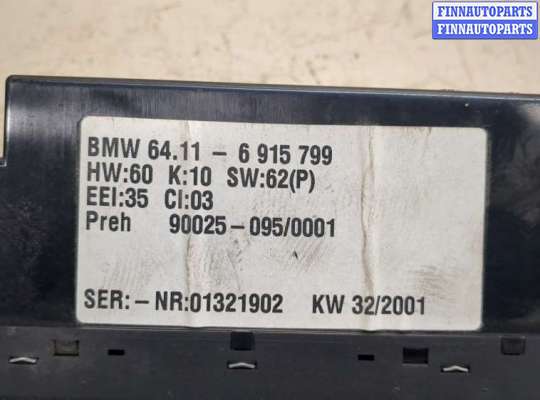 FINNAUTOPARTS
FINNAUTOPARTS
BMW 64.11 - 6 915 799
HW:60 K:10 SW:62(P)
EEI:35 CI:03
Preh 90025-095/0001
SER:-NR:01321902 KW 32/2001